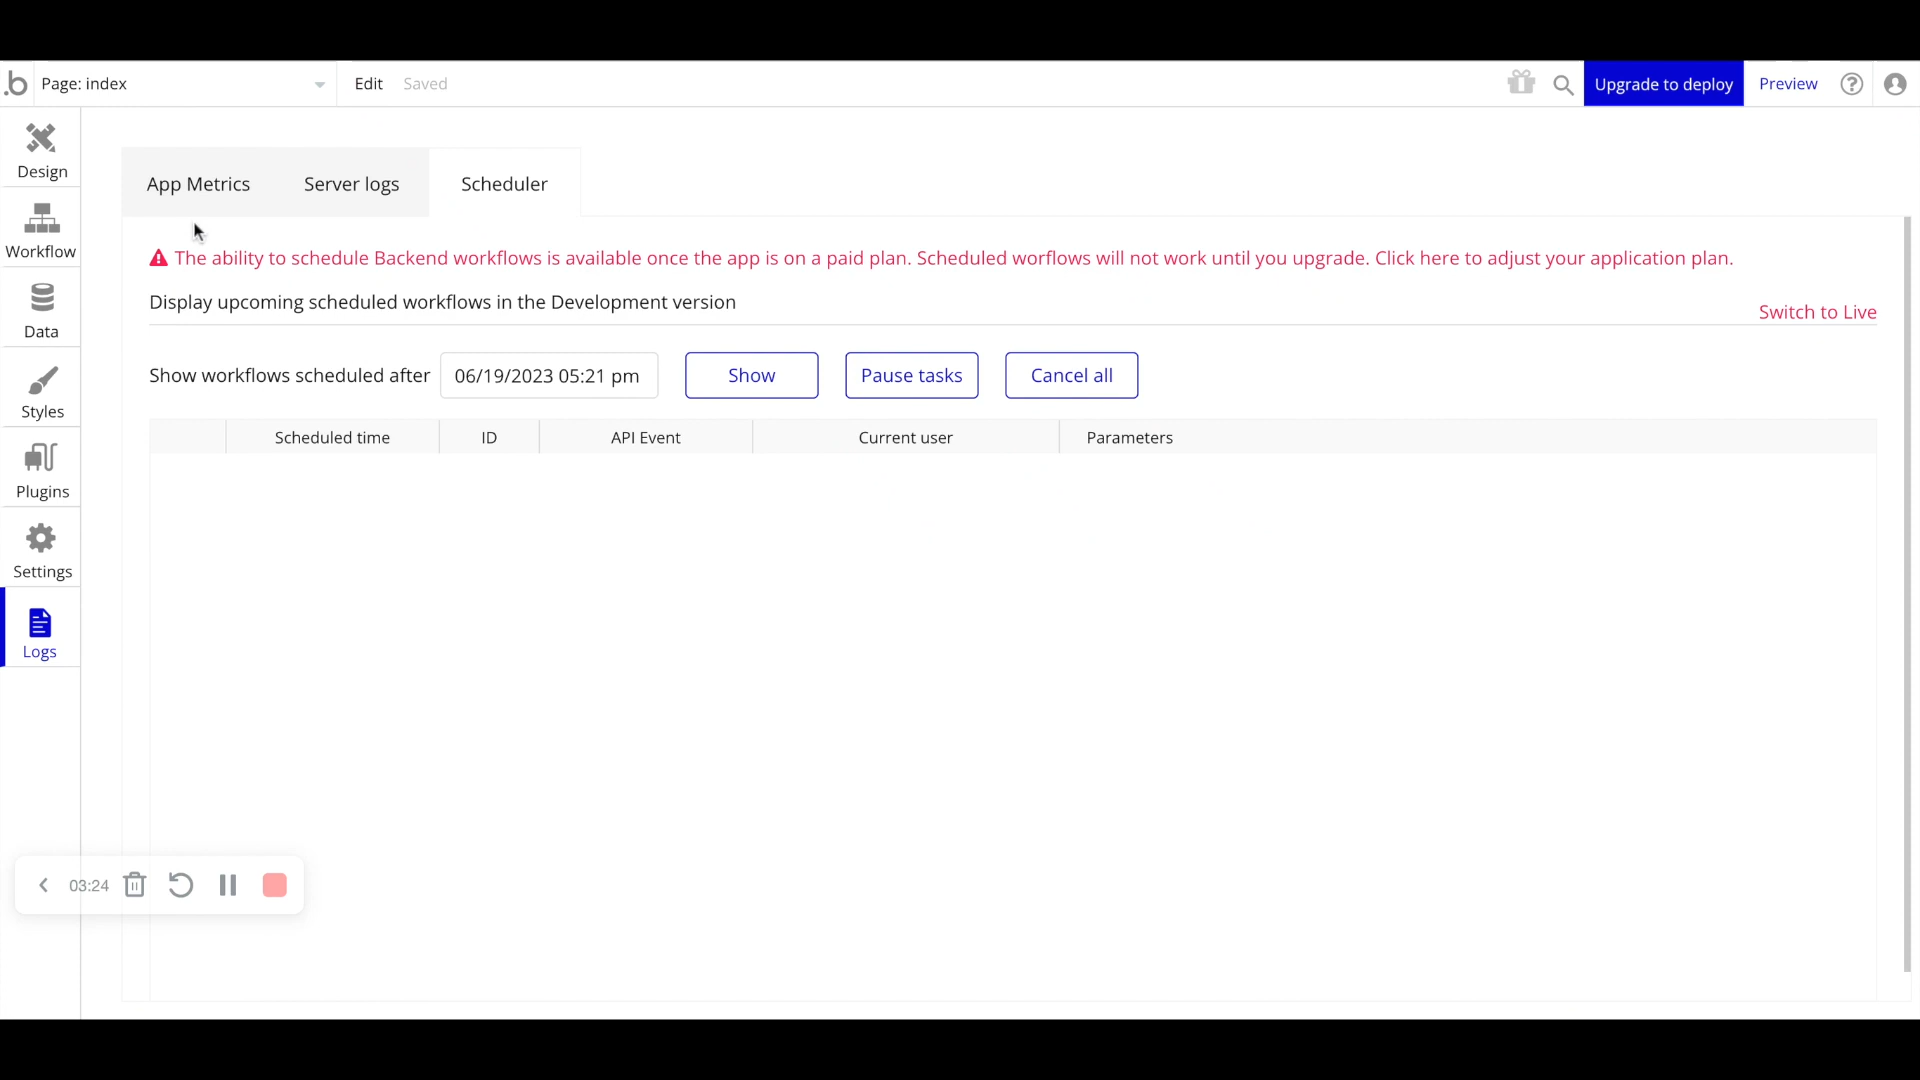 .b Page: index Edit Saved Upgrade to deploy Preview ?
Design
Workflow
Data
Styles
Plugins
Settings
Logs
App Metrics Server logs Scheduler
The ability to schedule Backend workflows is available once the app is on a paid plan. Scheduled worflows will not work until you upgrade. Click here to adjust your application plan.
Display upcoming scheduled workflows in the Development version
Switch to Live
Show workflows scheduled after 06/19/2023 05:21 pm Show Pause tasks Cancel all
Scheduled time ID API Event Current user Parameters
03:24